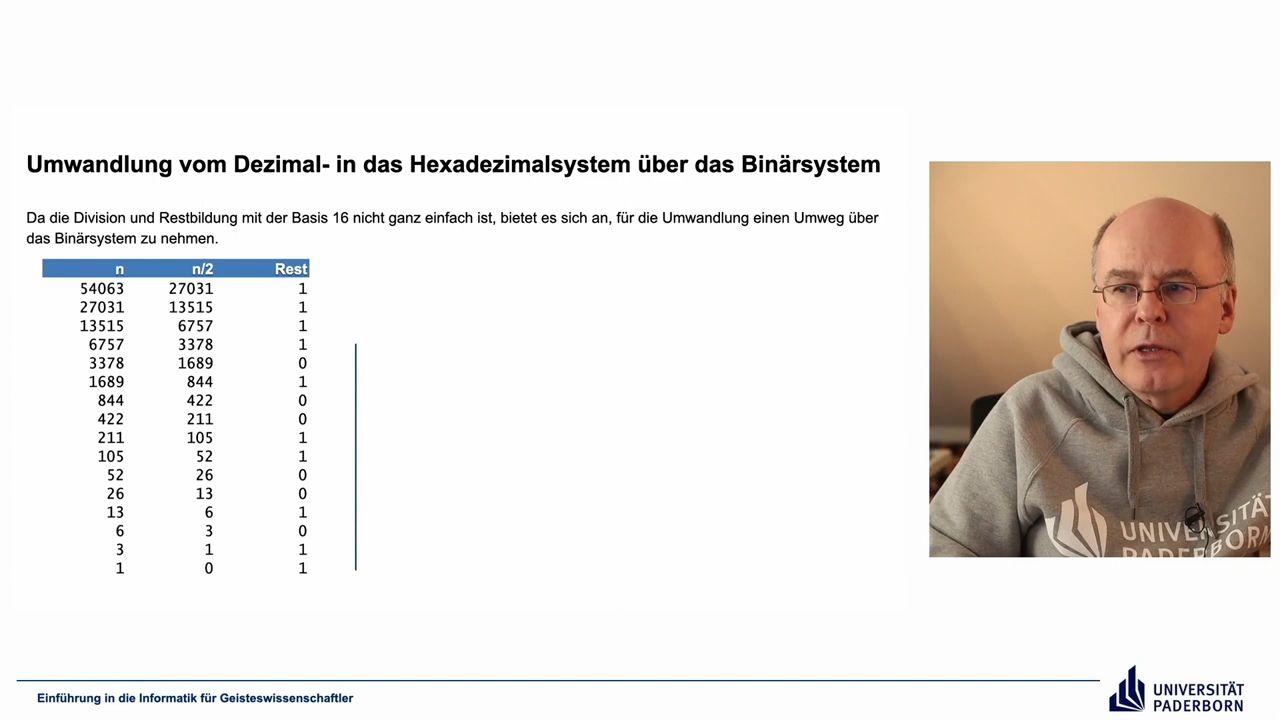 Umwandlung vom Dezimal- in das Hexadezimalsystem über das Binärsystem
Da die Division und Restbildung mit der Basis 16 nicht ganz einfach ist, bietet es sich an, für die Umwandlung einen Umweg über
das Binärsystem zu nehmen.
n n/2 Rest
54063 27031 1
27031 13515 1
13515 6757 1
6757 3378 1
3378 1689 0
1689 844 1
844 422 0
422 211 0
211 105 1
105 52 1
52 26 0
26 13 0
13 6 1
6 3 0
3 1 1
1 0 1
UNIVERSITÄT
PADERBORN
Einführung in die Informatik für Geisteswissenschaftler
UNIVERSITÄT
PADERBORN